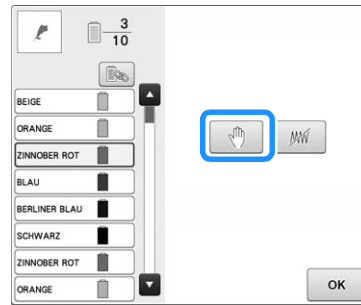 3
10
BEIGE
ORANGE
ZINNOBER ROT
BLAU
BERLINER BLAU
SCHWARZ
ZINNOBER ROT
ORANGE
OK